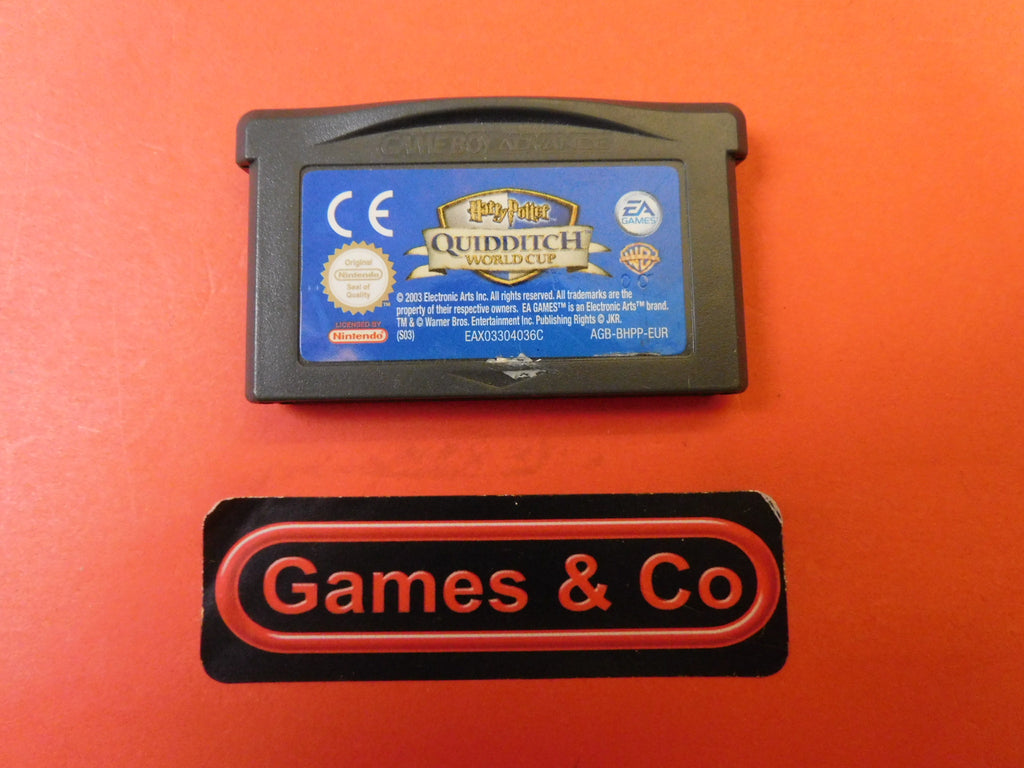 GAME BOY ADVANCE
CE
Harry Potter
QUIDDITCH
WORLD CUP
EA
GAMES
WB
Original
Nintendo
Seal of
Quality
TM
LICENSED BY
Nintendo
© 2003 Electronic Arts Inc. All rights reserved. All trademarks are the
property of their respective owners. EA GAMES™ is an Electronic Arts™ brand.
TM & © Warner Bros. Entertainment Inc. Publishing Rights © JKR.
(S03) EAX03304036C AGB-BHPP-EUR
Games & Co